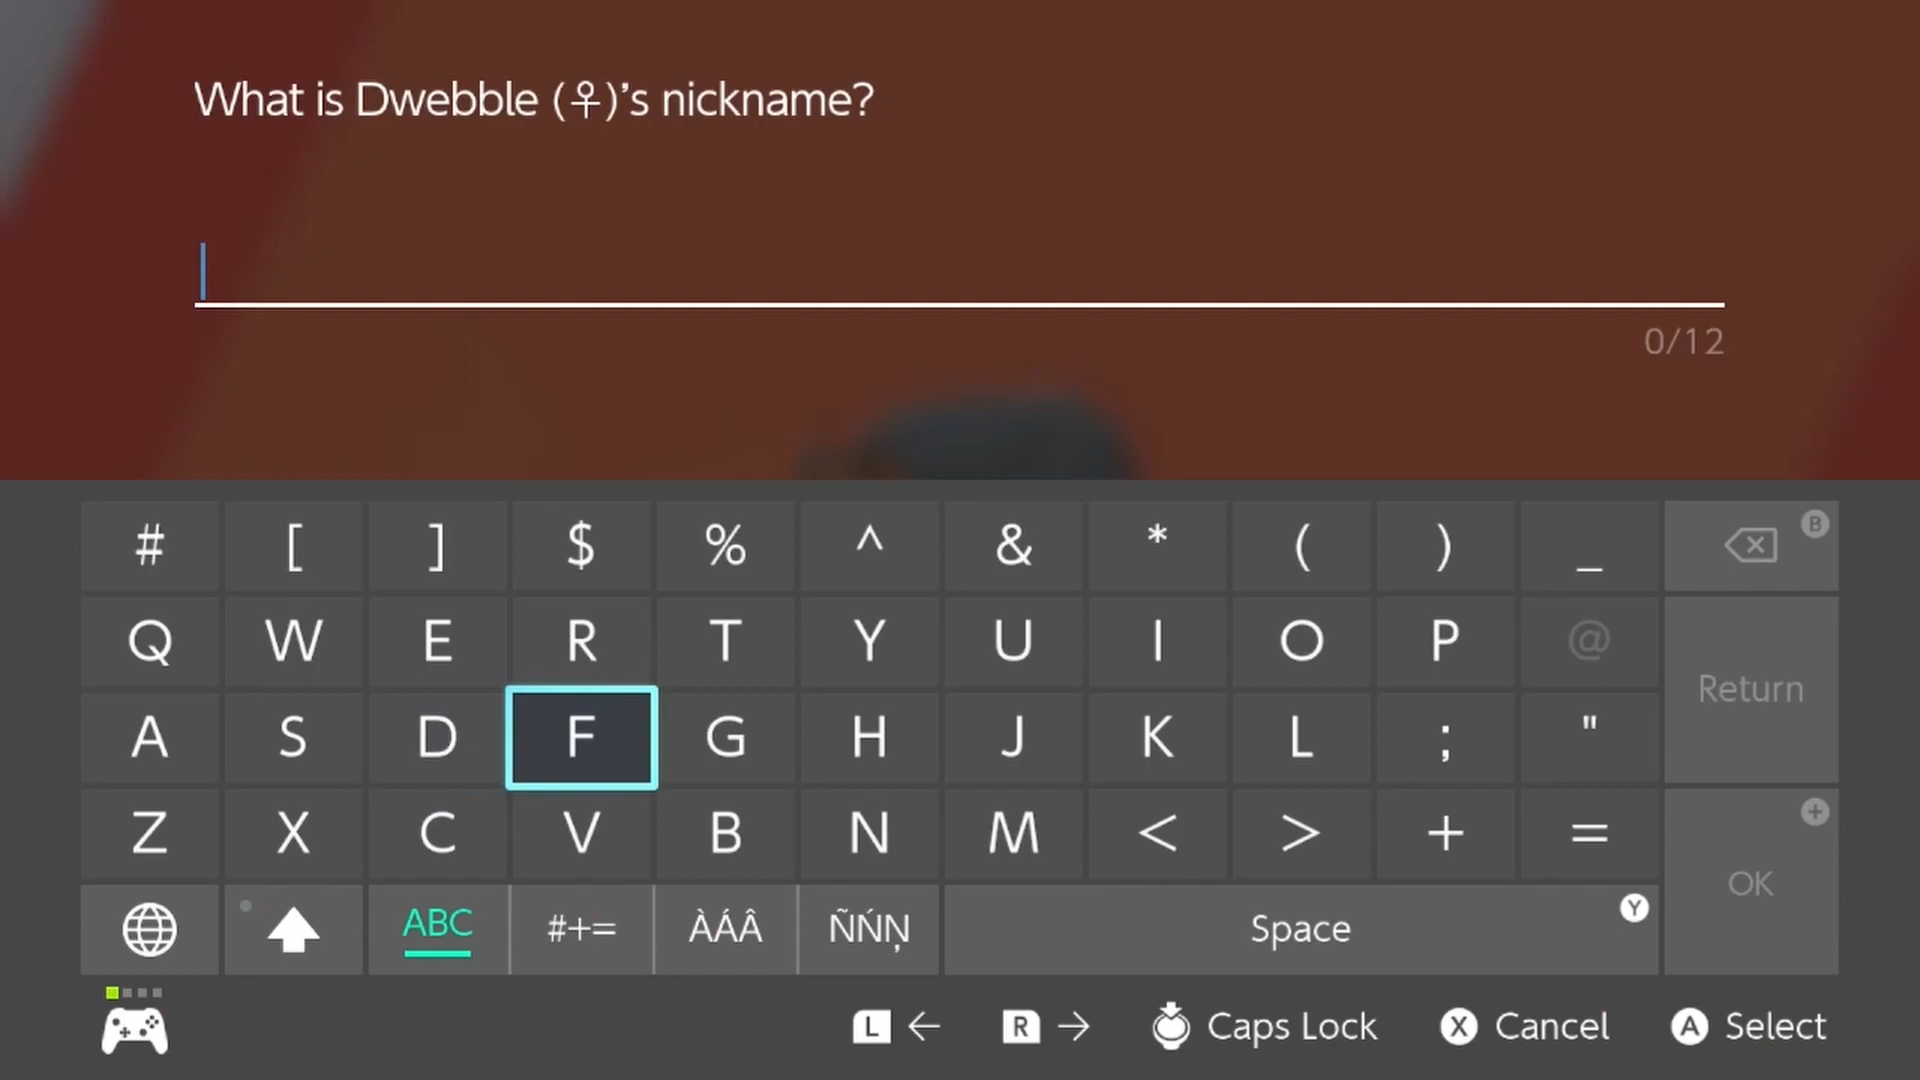 What is Dwebble (♀)'s nickname?
0/12
# [ ] $ % ^ & * ( ) _ B
Q W E R T Y U I O P @ Return
A S D F G H J K L ; "
Z X C V B N M < > + = + OK
ABC #+= ÀÁÂ ÑŃŅ Space Y
L ← R → Caps Lock X Cancel A Select